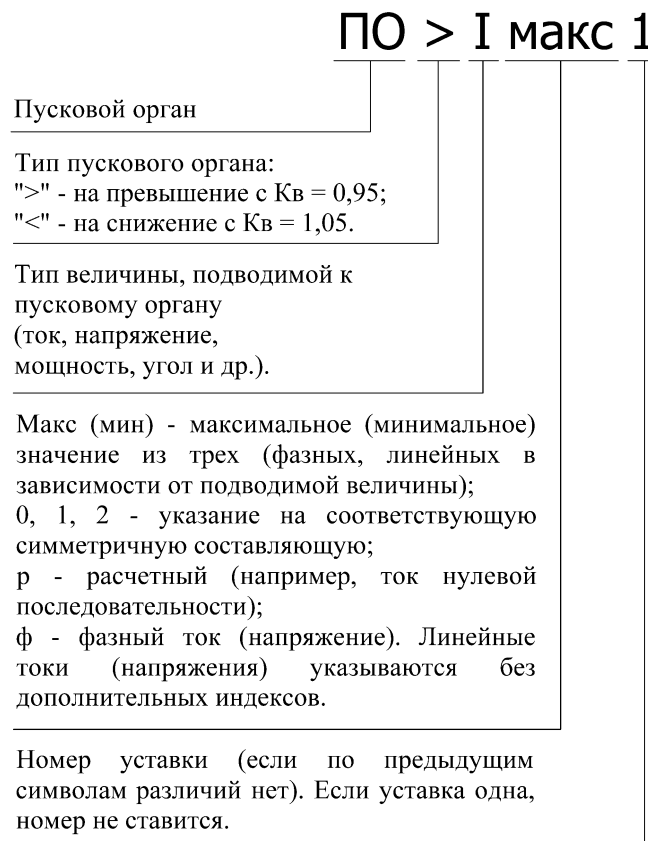 ПО > I макс 1
Пусковой орган
Тип пускового органа:
">" - на превышение с Кв = 0,95;
"<" - на снижение с Кв = 1,05.
Тип величины, подводимой к
пусковому органу
(ток, напряжение,
мощность, угол и др.).
Макс (мин) - максимальное (минимальное)
значение из трех (фазных, линейных в
зависимости от подводимой величины);
0, 1, 2 - указание на соответствующую
симметричную составляющую;
р - расчетный (например, ток нулевой
последовательности);
ф - фазный ток (напряжение). Линейные
токи (напряжения) указываются без
дополнительных индексов.
Номер уставки (если по предыдущим
символам различий нет). Если уставка одна,
номер не ставится.